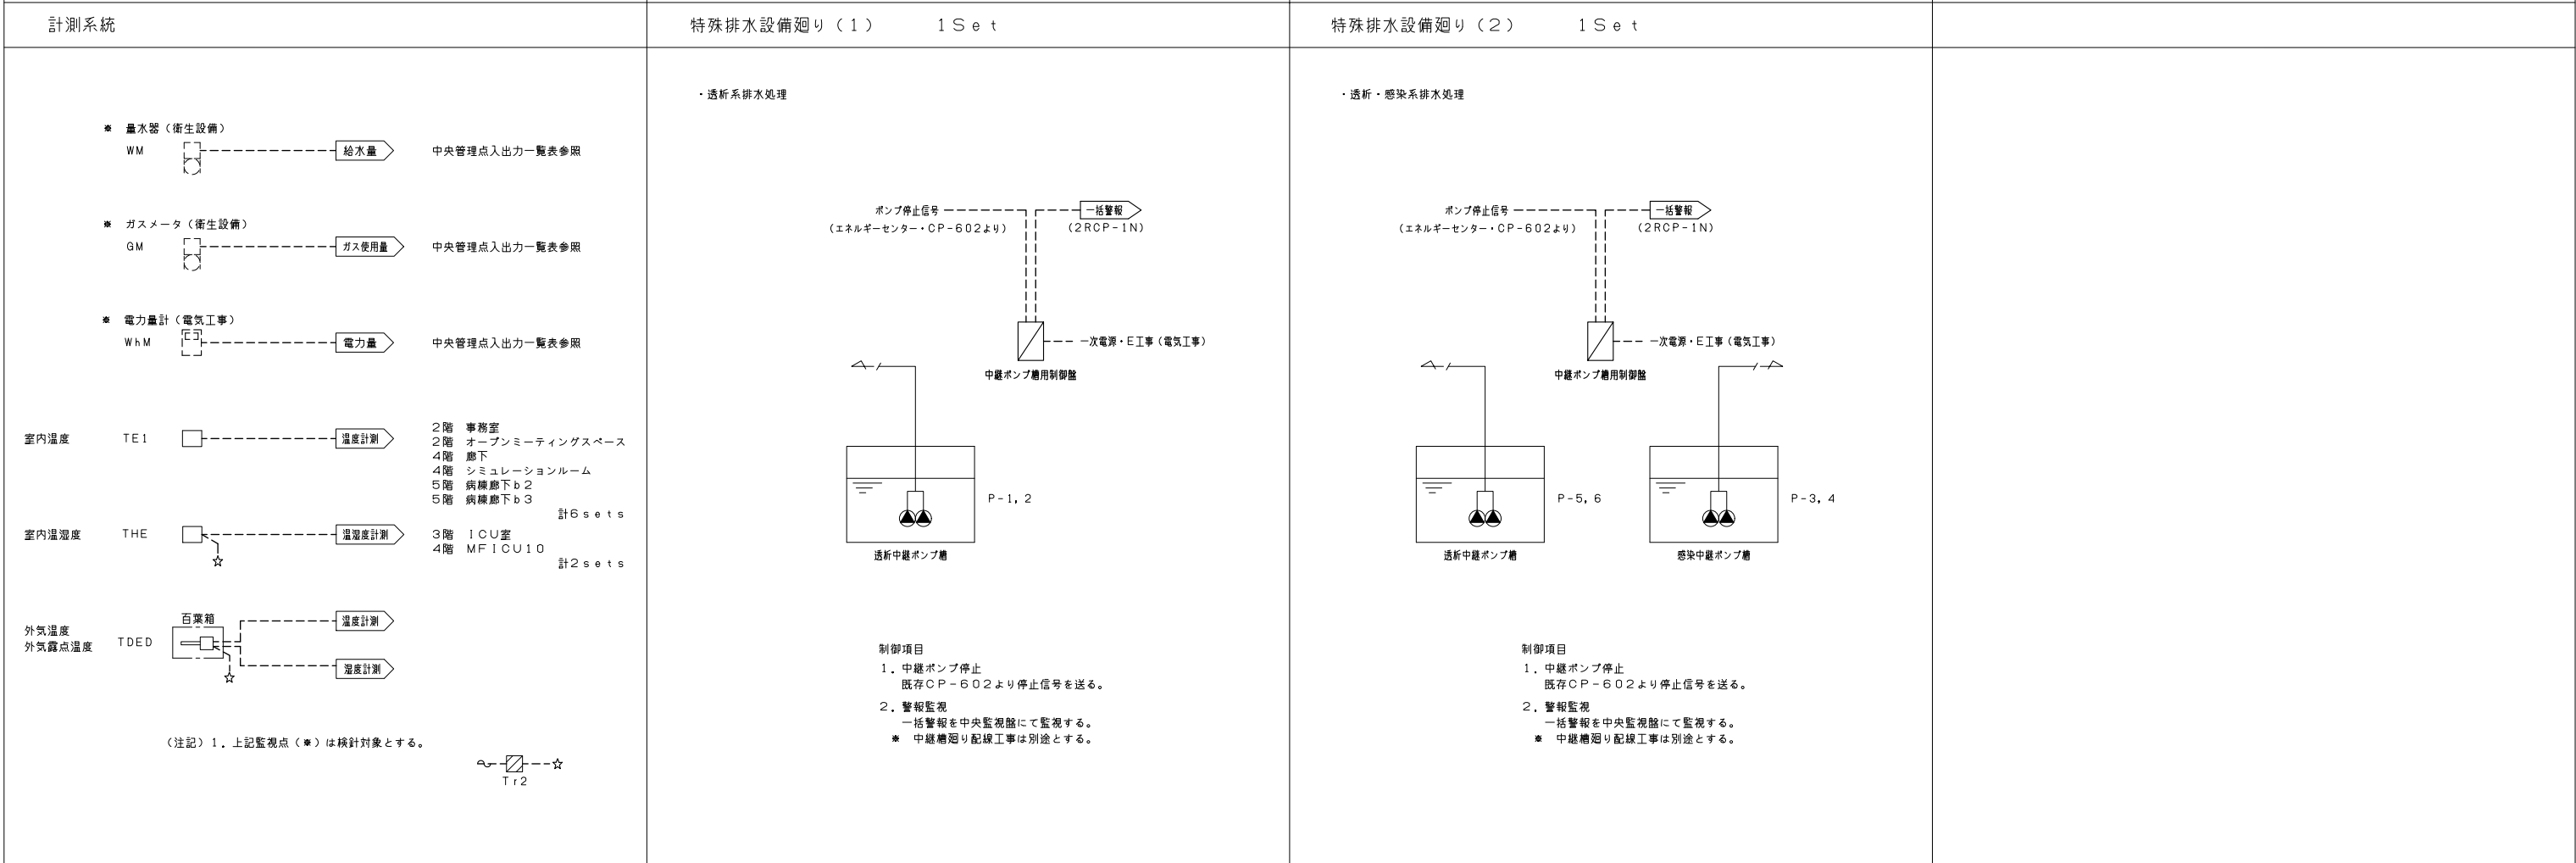 計測系統
※ 量水器（衛生設備）
WM 給水量 中央管理点入出力一覧表参照
※ ガスメータ（衛生設備）
GM ガス使用量 中央管理点入出力一覧表参照
※ 電力量計（電気工事）
WhM 電力量 中央管理点入出力一覧表参照
室内温度 TE1 温度計測
2階 事務室
2階 オープンミーティングスペース
4階 廊下
4階 シミュレーションルーム
5階 病棟廊下b2
5階 病棟廊下b3
計6sets
室内温湿度 THE 温湿度計測
3階 ICU室
4階 MFICU10
計2sets
百葉箱
外気温度
外気露点温度
TDED
温度計測
湿度計測
（注記）1．上記監視点（※）は検針対象とする。
Tr2
特殊排水設備廻り（1） 1Set
・透析系排水処理
ポンプ停止信号
（エネルギーセンター・CP-602より）
一括警報
(2RCP-1N)
一次電源・E工事（電気工事）
中継ポンプ槽用制御盤
P-1, 2
透析中継ポンプ槽
制御項目
1．中継ポンプ停止
既存CP-602より停止信号を送る。
2．警報監視
一括警報を中央監視盤にて監視する。
※ 中継槽廻り配線工事は別途とする。
特殊排水設備廻り（2） 1Set
・透析・感染系排水処理
ポンプ停止信号
（エネルギーセンター・CP-602より）
一括警報
(2RCP-1N)
一次電源・E工事（電気工事）
中継ポンプ槽用制御盤
P-5, 6
透析中継ポンプ槽
P-3, 4
感染中継ポンプ槽
制御項目
1．中継ポンプ停止
既存CP-602より停止信号を送る。
2．警報監視
一括警報を中央監視盤にて監視する。
※ 中継槽廻り配線工事は別途とする。